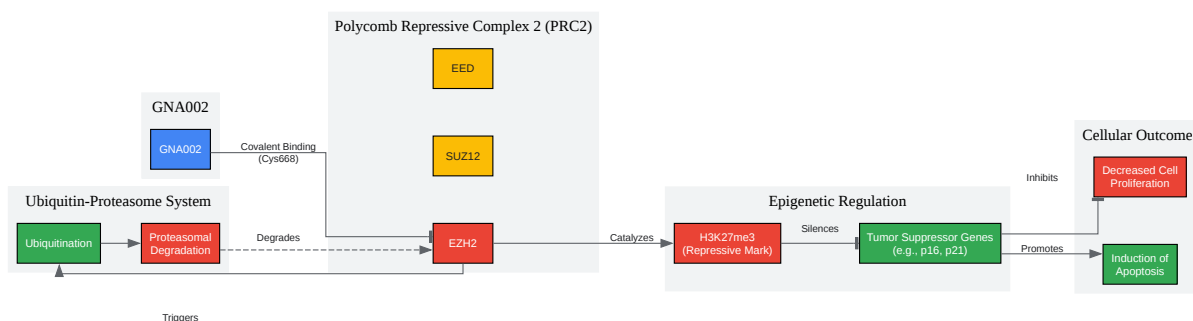 Polycomb Repressive Complex 2 (PRC2)
EED
SUZ12
EZH2
GNA002
GNA002
Covalent Binding
(Cys668)
Ubiquitin-Proteasome System
Ubiquitination
Proteasomal
Degradation
Degrades
Triggers
Catalyzes
Epigenetic Regulation
H3K27me3
(Repressive Mark)
Silences
Tumor Suppressor Genes
(e.g., p16, p21)
Inhibits
Promotes
Cellular Outcome
Decreased Cell
Proliferation
Induction of
Apoptosis